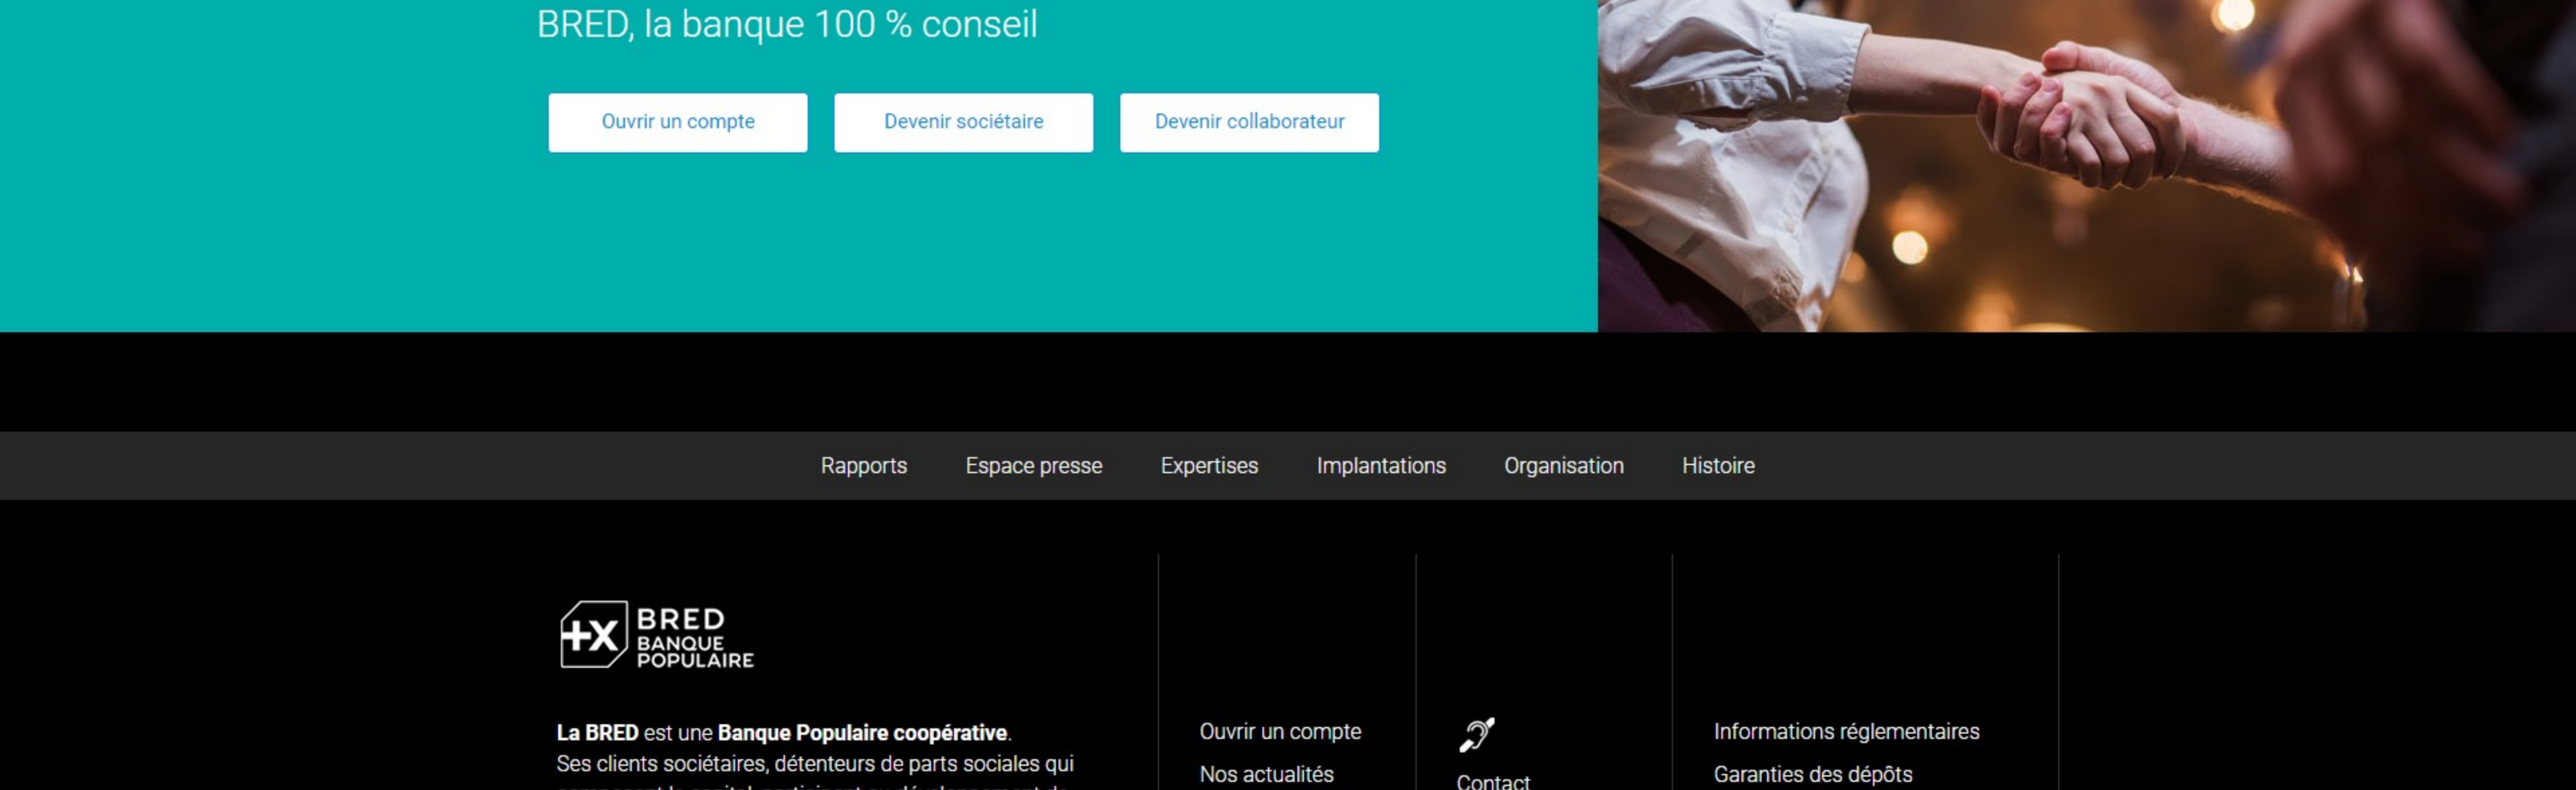 BRED, la banque 100 % conseil
Ouvrir un compte
Devenir sociétaire
Devenir collaborateur
Rapports
Espace presse
Expertises
Implantations
Organisation
Histoire
+X
BRED
BANQUE
POPULAIRE
La BRED est une Banque Populaire coopérative.
Ses clients sociétaires, détenteurs de parts sociales qui
Ouvrir un compte
Nos actualités
Contact
Informations réglementaires
Garanties des dépôts